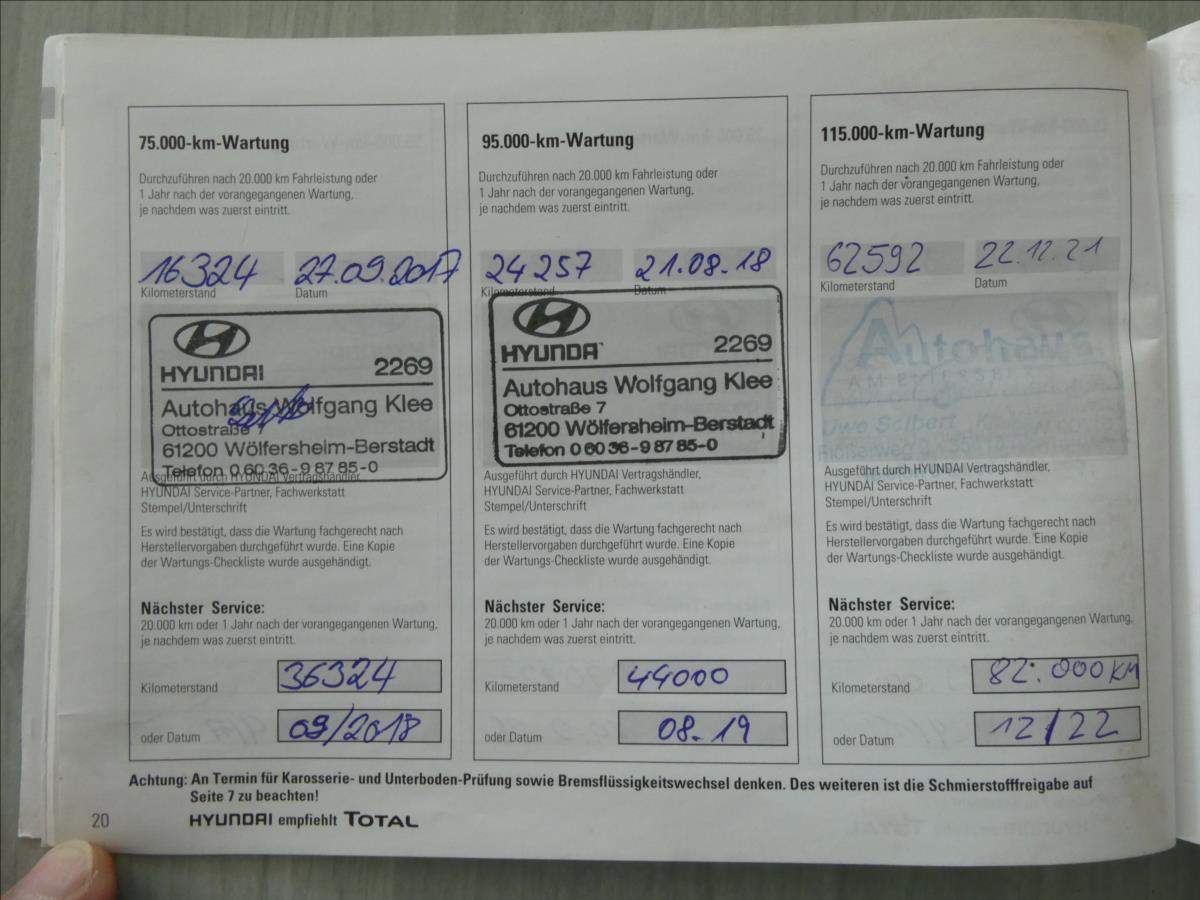 75.000-km-Wartung
Durchzuführen nach 20.000 km Fahrleistung oder
1 Jahr nach der vorangegangenen Wartung,
je nachdem was zuerst eintritt.
16324 27.09.2017
Kilometerstand Datum
HYUNDAI 2269
Autohaus Wolfgang Klee
Ottostraße 7
61200 Wölfersheim-Berstadt
Telefon 0 60 36 - 9 87 85-0
Ausgeführt durch HYUNDAI Vertragshändler
HYUNDAI Service-Partner, Fachwerkstatt
Stempel/Unterschrift
Es wird bestätigt, dass die Wartung fachgerecht nach
Herstellervorgaben durchgeführt wurde. Eine Kopie
der Wartungs-Checkliste wurde ausgehändigt.
Nächster Service:
20.000 km oder 1 Jahr nach der vorangegangenen Wartung,
je nachdem was zuerst eintritt.
Kilometerstand 36324
oder Datum 09/2018
95.000-km-Wartung
Durchzuführen nach 20.000 km Fahrleistung oder
1 Jahr nach der vorangegangenen Wartung,
je nachdem was zuerst eintritt.
24257 21.08.18
Kilometerstand Datum
HYUNDAI 2269
Autohaus Wolfgang Klee
Ottostraße 7
61200 Wölfersheim-Berstadt
Telefon 0 60 36 - 9 87 85-0
Ausgeführt durch HYUNDAI Vertragshändler,
HYUNDAI Service-Partner, Fachwerkstatt
Stempel/Unterschrift
Es wird bestätigt, dass die Wartung fachgerecht nach
Herstellervorgaben durchgeführt wurde. Eine Kopie
der Wartungs-Checkliste wurde ausgehändigt.
Nächster Service:
20.000 km oder 1 Jahr nach der vorangegangenen Wartung,
je nachdem was zuerst eintritt.
Kilometerstand 44000
oder Datum 08.19
115.000-km-Wartung
Durchzuführen nach 20.000 km Fahrleistung oder
1 Jahr nach der vorangegangenen Wartung,
je nachdem was zuerst eintritt.
62592 22.12.21
Kilometerstand Datum
Autohaus
Uwe Seibert
Ausgeführt durch HYUNDAI Vertragshändler,
HYUNDAI Service-Partner, Fachwerkstatt
Stempel/Unterschrift
Es wird bestätigt, dass die Wartung fachgerecht nach
Herstellervorgaben durchgeführt wurde. Eine Kopie
der Wartungs-Checkliste wurde ausgehändigt.
Nächster Service:
20.000 km oder 1 Jahr nach der vorangegangenen Wartung,
je nachdem was zuerst eintritt.
Kilometerstand 82.000 KM
oder Datum 12/22
Achtung: An Termin für Karosserie- und Unterboden-Prüfung sowie Bremsflüssigkeitswechsel denken. Des weiteren ist die Schmierstofffreigabe auf
Seite 7 zu beachten!
20 HYUNDAI empfiehlt TOTAL